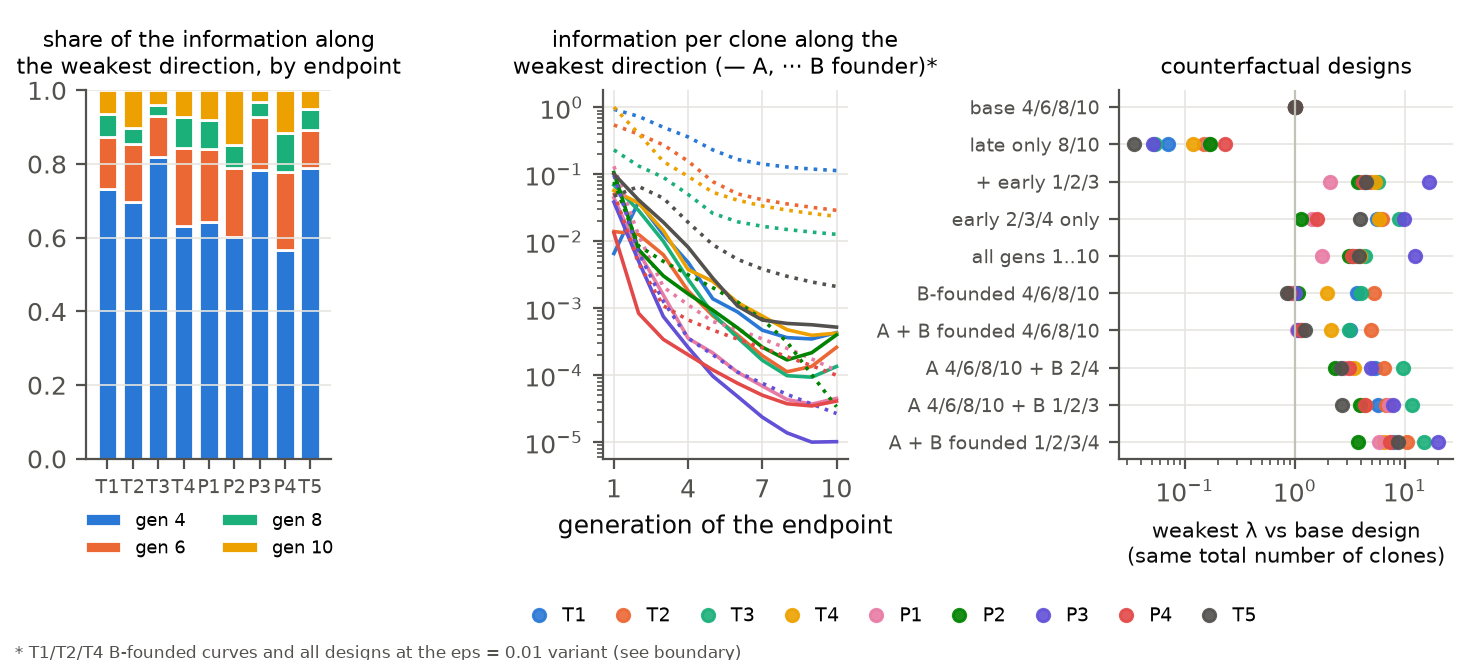 share of the information along
the weakest direction, by endpoint
1.0
0.8
0.6
0.4
0.2
0.0
T1 T2 T3 T4 P1 P2 P3 P4 T5
gen 4
gen 6
gen 8
gen 10
information per clone along the
weakest direction (— A, ··· B founder)*
10⁰
10⁻¹
10⁻²
10⁻³
10⁻⁴
10⁻⁵
1 4 7 10
generation of the endpoint
counterfactual designs
base 4/6/8/10
late only 8/10
+ early 1/2/3
early 2/3/4 only
all gens 1..10
B-founded 4/6/8/10
A + B founded 4/6/8/10
A 4/6/8/10 + B 2/4
A 4/6/8/10 + B 1/2/3
A + B founded 1/2/3/4
10⁻¹ 10⁰ 10¹
weakest λ vs base design
(same total number of clones)
T1 T2 T3 T4 P1 P2 P3 P4 T5
* T1/T2/T4 B-founded curves and all designs at the eps = 0.01 variant (see boundary)